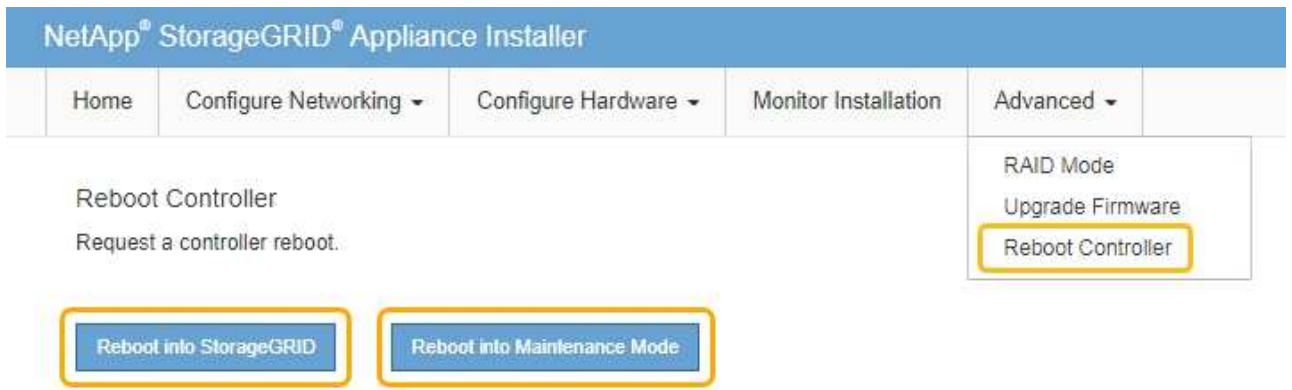 NetApp® StorageGRID® Appliance Installer
Home Configure Networking Configure Hardware Monitor Installation Advanced
RAID Mode
Upgrade Firmware
Reboot Controller
Reboot Controller
Request a controller reboot.
Reboot into StorageGRID Reboot into Maintenance Mode